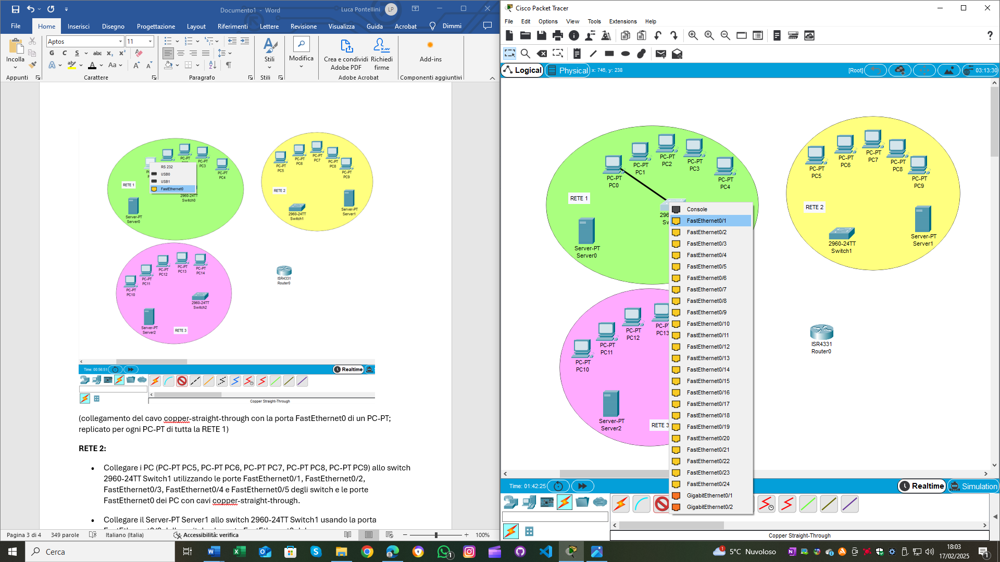 Documento1 - Word
Luca Pontellini
LP
File
Home
Inserisci
Disegno
Progettazione
Layout
Riferimenti
Lettere
Revisione
Visualizza
Guida
Acrobat
Dimmi
Incolla
Appunti
Aptos
11
G C S abc x₂ x²
Aa
Carattere
Paragrafo
Stili
Stili
Modifica
Crea e condividi
Adobe PDF
Richiedi
firme
Adobe Acrobat
Add-ins
Componenti aggiuntivi
PC-PT
PC3
PC-PT
PC4
RS 232
USB0
USB1
FastEthernet0
RETE 1
2960-24TT
Switch0
Server-PT
Server0
PC-PT
PC5
PC-PT
PC6
PC-PT
PC7
PC-PT
PC8
PC-PT
PC9
RETE 2
2960-24TT
Switch1
Server-PT
Server1
PC-PT
PC10
PC-PT
PC11
PC-PT
PC12
PC-PT
PC13
PC-PT
PC14
2960-24TT
Switch2
Server-PT
Server2
RETE 3
ISR4331
Router0
Time: 00:56:51
Realtime
Copper Straight-Through
(collegamento del cavo copper-straight-through con la porta FastEthernet0 di un PC-PT;
replicato per ogni PC-PT di tutta la RETE 1)
RETE 2:
• Collegare i PC (PC-PT PC5, PC-PT PC6, PC-PT PC7, PC-PT PC8, PC-PT PC9) allo switch
2960-24TT Switch1 utilizzando le porte FastEthernet0/1, FastEthernet0/2,
FastEthernet0/3, FastEthernet0/4 e FastEthernet0/5 degli switch e le porte
FastEthernet0 dei PC con cavi copper-straight-through.
• Collegare il Server-PT Server1 allo switch 2960-24TT Switch1 usando la porta
Pagina 3 di 4
349 parole
Italiano (Italia)
Accessibilità: verifica
100%
Cisco Packet Tracer
File
Edit
Options
View
Tools
Extensions
Help
?
Logical
Physical
x: 746, y: 238
[Root]
03:13:30
PC-PT
PC0
PC-PT
PC1
PC-PT
PC2
PC-PT
PC3
PC-PT
PC4
RETE 1
Server-PT
Server0
PC-PT
PC5
PC-PT
PC6
PC-PT
PC7
PC-PT
PC8
PC-PT
PC9
RETE 2
2960-24TT
Switch1
Server-PT
Server1
PC-PT
PC10
PC-PT
PC11
PC-PT
PC12
PC-PT
PC13
Server-PT
Server2
RETE 3
ISR4331
Router0
Console
FastEthernet0/1
FastEthernet0/2
FastEthernet0/3
FastEthernet0/4
FastEthernet0/5
FastEthernet0/6
FastEthernet0/7
FastEthernet0/8
FastEthernet0/9
FastEthernet0/10
FastEthernet0/11
FastEthernet0/12
FastEthernet0/13
FastEthernet0/14
FastEthernet0/15
FastEthernet0/16
FastEthernet0/17
FastEthernet0/18
FastEthernet0/19
FastEthernet0/20
FastEthernet0/21
FastEthernet0/22
FastEthernet0/23
FastEthernet0/24
GigabitEthernet0/1
GigabitEthernet0/2
Time: 01:42:25
Realtime
Simulation
Copper Straight-Through
Cerca
5°C Nuvoloso
18:03
17/02/2025